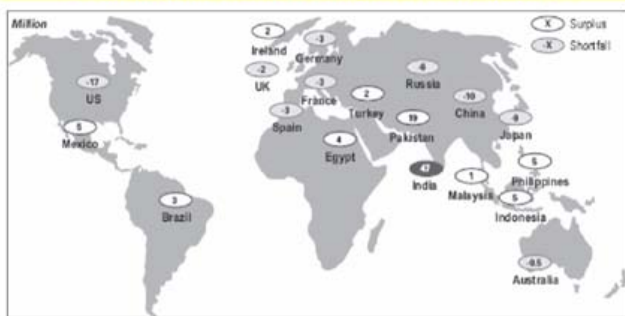 Million
X Surplus
-X Shortfall
2
Ireland
-3
Germany
-2
UK
-3
France
-3
Spain
-6
Russia
2
Turkey
-10
China
19
Pakistan
-9
Japan
-17
US
5
Mexico
4
Egypt
47
India
1
Malaysia
5
Philippines
5
Indonesia
3
Brazil
-0.5
Australia